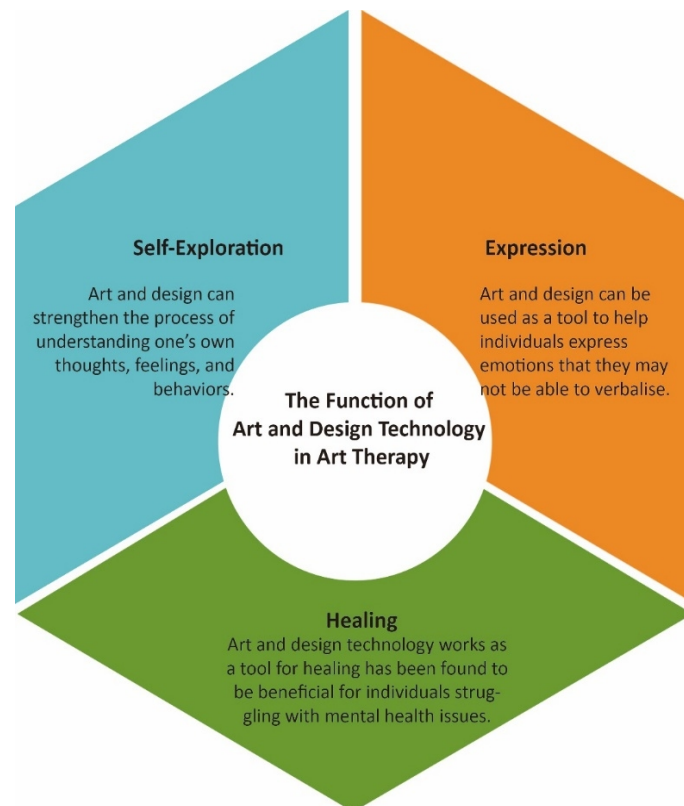 Self-Exploration
Art and design can
strengthen the process of
understanding one's own
thoughts, feelings, and
behaviors.
Expression
Art and design can be
used as a tool to help
individuals express
emotions that they may
not be able to verbalise.
The Function of
Art and Design Technology
in Art Therapy
Healing
Art and design technology works as
a tool for healing has been found to
be beneficial for individuals strug-
gling with mental health issues.